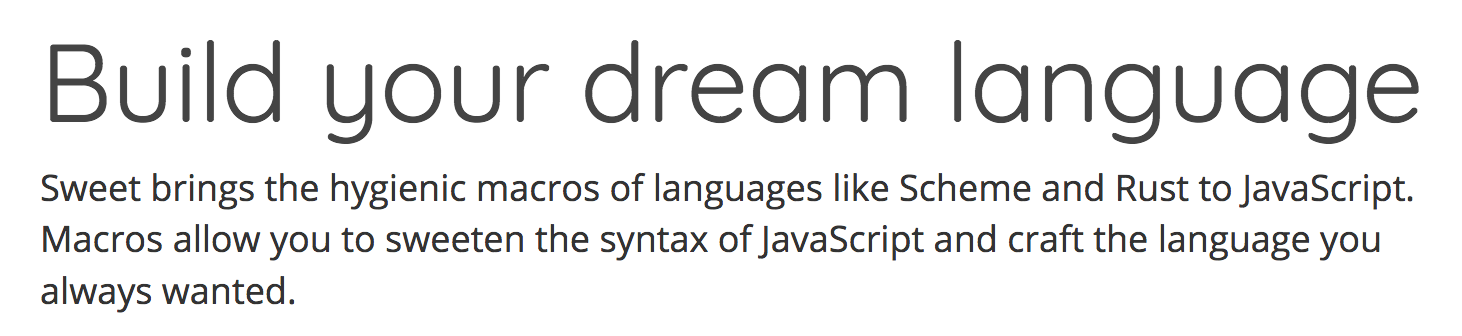 Build your dream language
Sweet brings the hygienic macros of languages like Scheme and Rust to JavaScript.
Macros allow you to sweeten the syntax of JavaScript and craft the language you
always wanted.